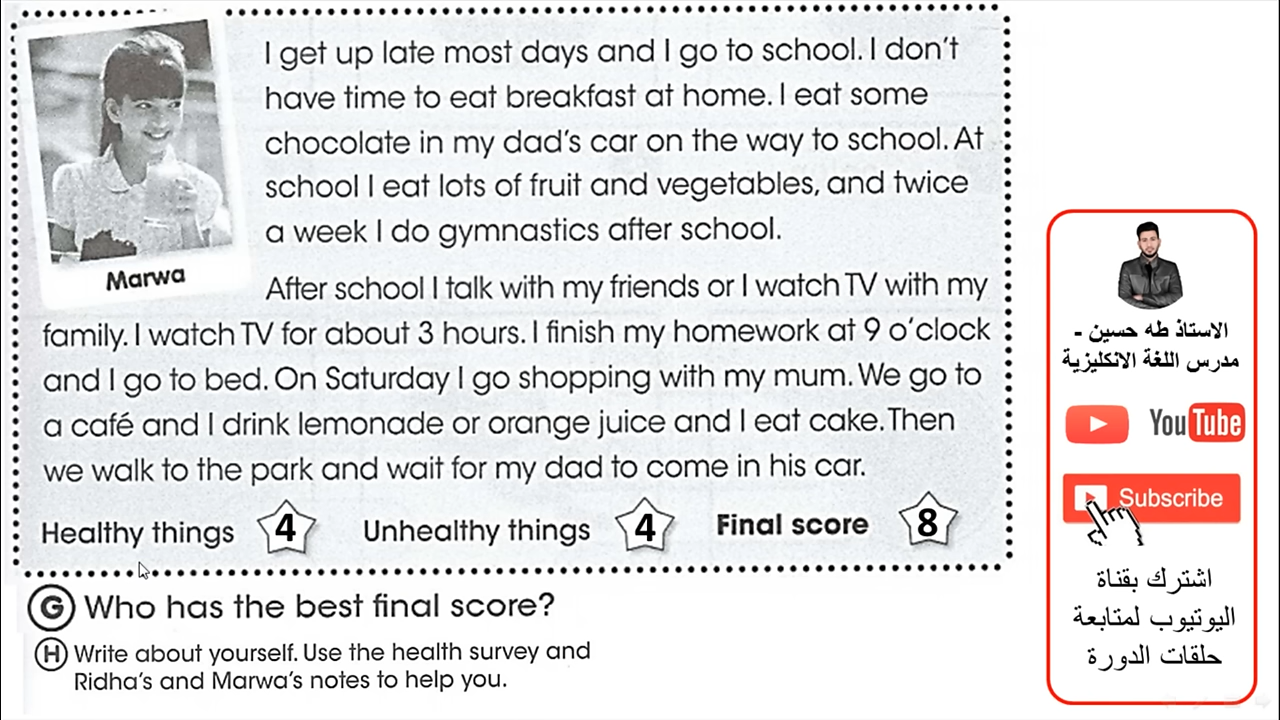 I get up late most days and I go to school. I don't
have time to eat breakfast at home. I eat some
chocolate in my dad's car on the way to school. At
school I eat lots of fruit and vegetables, and twice
a week I do gymnastics after school.
Marwa
After school I talk with my friends or I watch TV with my
family. I watch TV for about 3 hours. I finish my homework at 9 o'clock
and I go to bed. On Saturday I go shopping with my mum. We go to
a café and I drink lemonade or orange juice and I eat cake. Then
we walk to the park and wait for my dad to come in his car.
Healthy things 4 Unhealthy things 4 Final score 8
G Who has the best final score?
H Write about yourself. Use the health survey and
Ridha's and Marwa's notes to help you.
الاستاذ طه حسين -
مدرس اللغة الانكليزية
YouTube
Subscribe
اشترك بقناة
اليوتيوب لمتابعة
حلقات الدورة